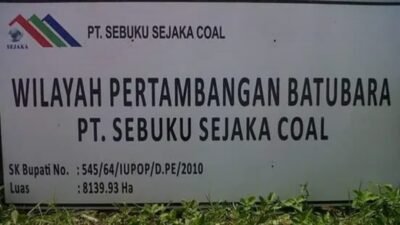 SEJAKA
PT. SEBUKU SEJAKA COAL
WILAYAH PERTAMBANGAN BATUBARA
PT. SEBUKU SEJAKA COAL
SK Bupati No. : 545/64/IUPOP/D.PE/2010
Luas : 8139.93 Ha